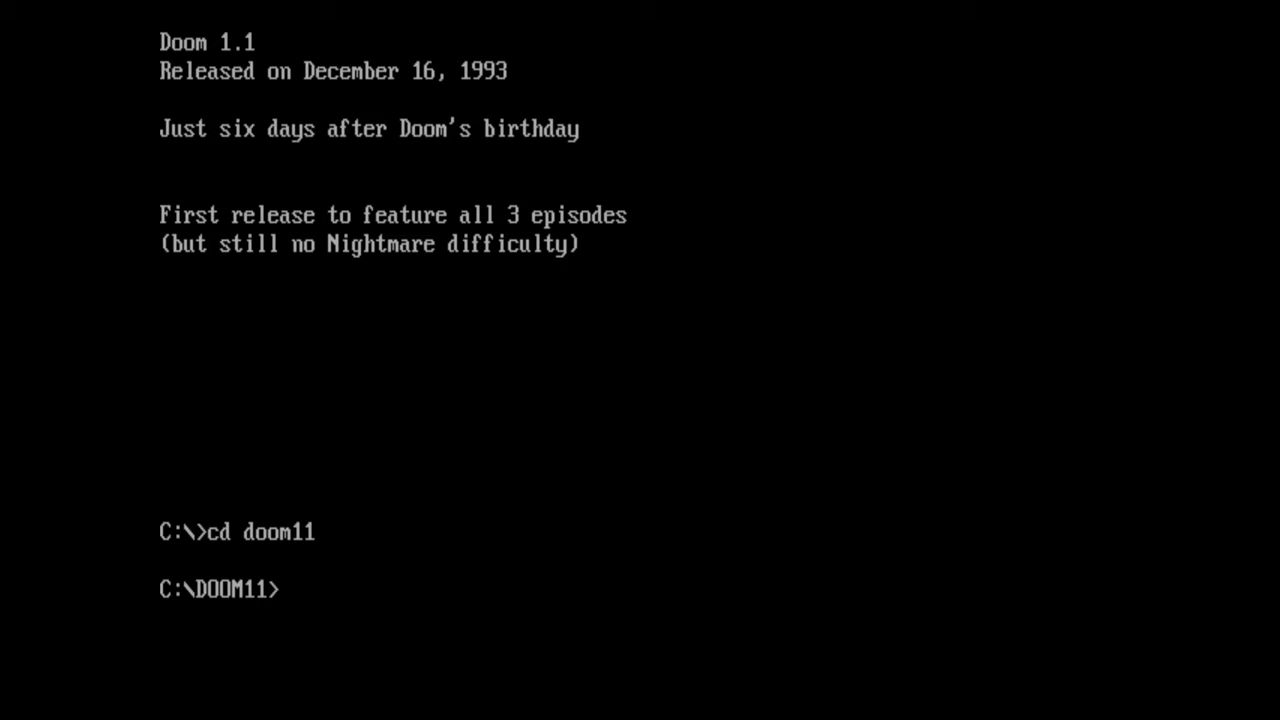 Doom 1.1
Released on December 16, 1993
Just six days after Doom's birthday
First release to feature all 3 episodes
(but still no Nightmare difficulty)
C:\>cd doom11
C:\DOOM11>